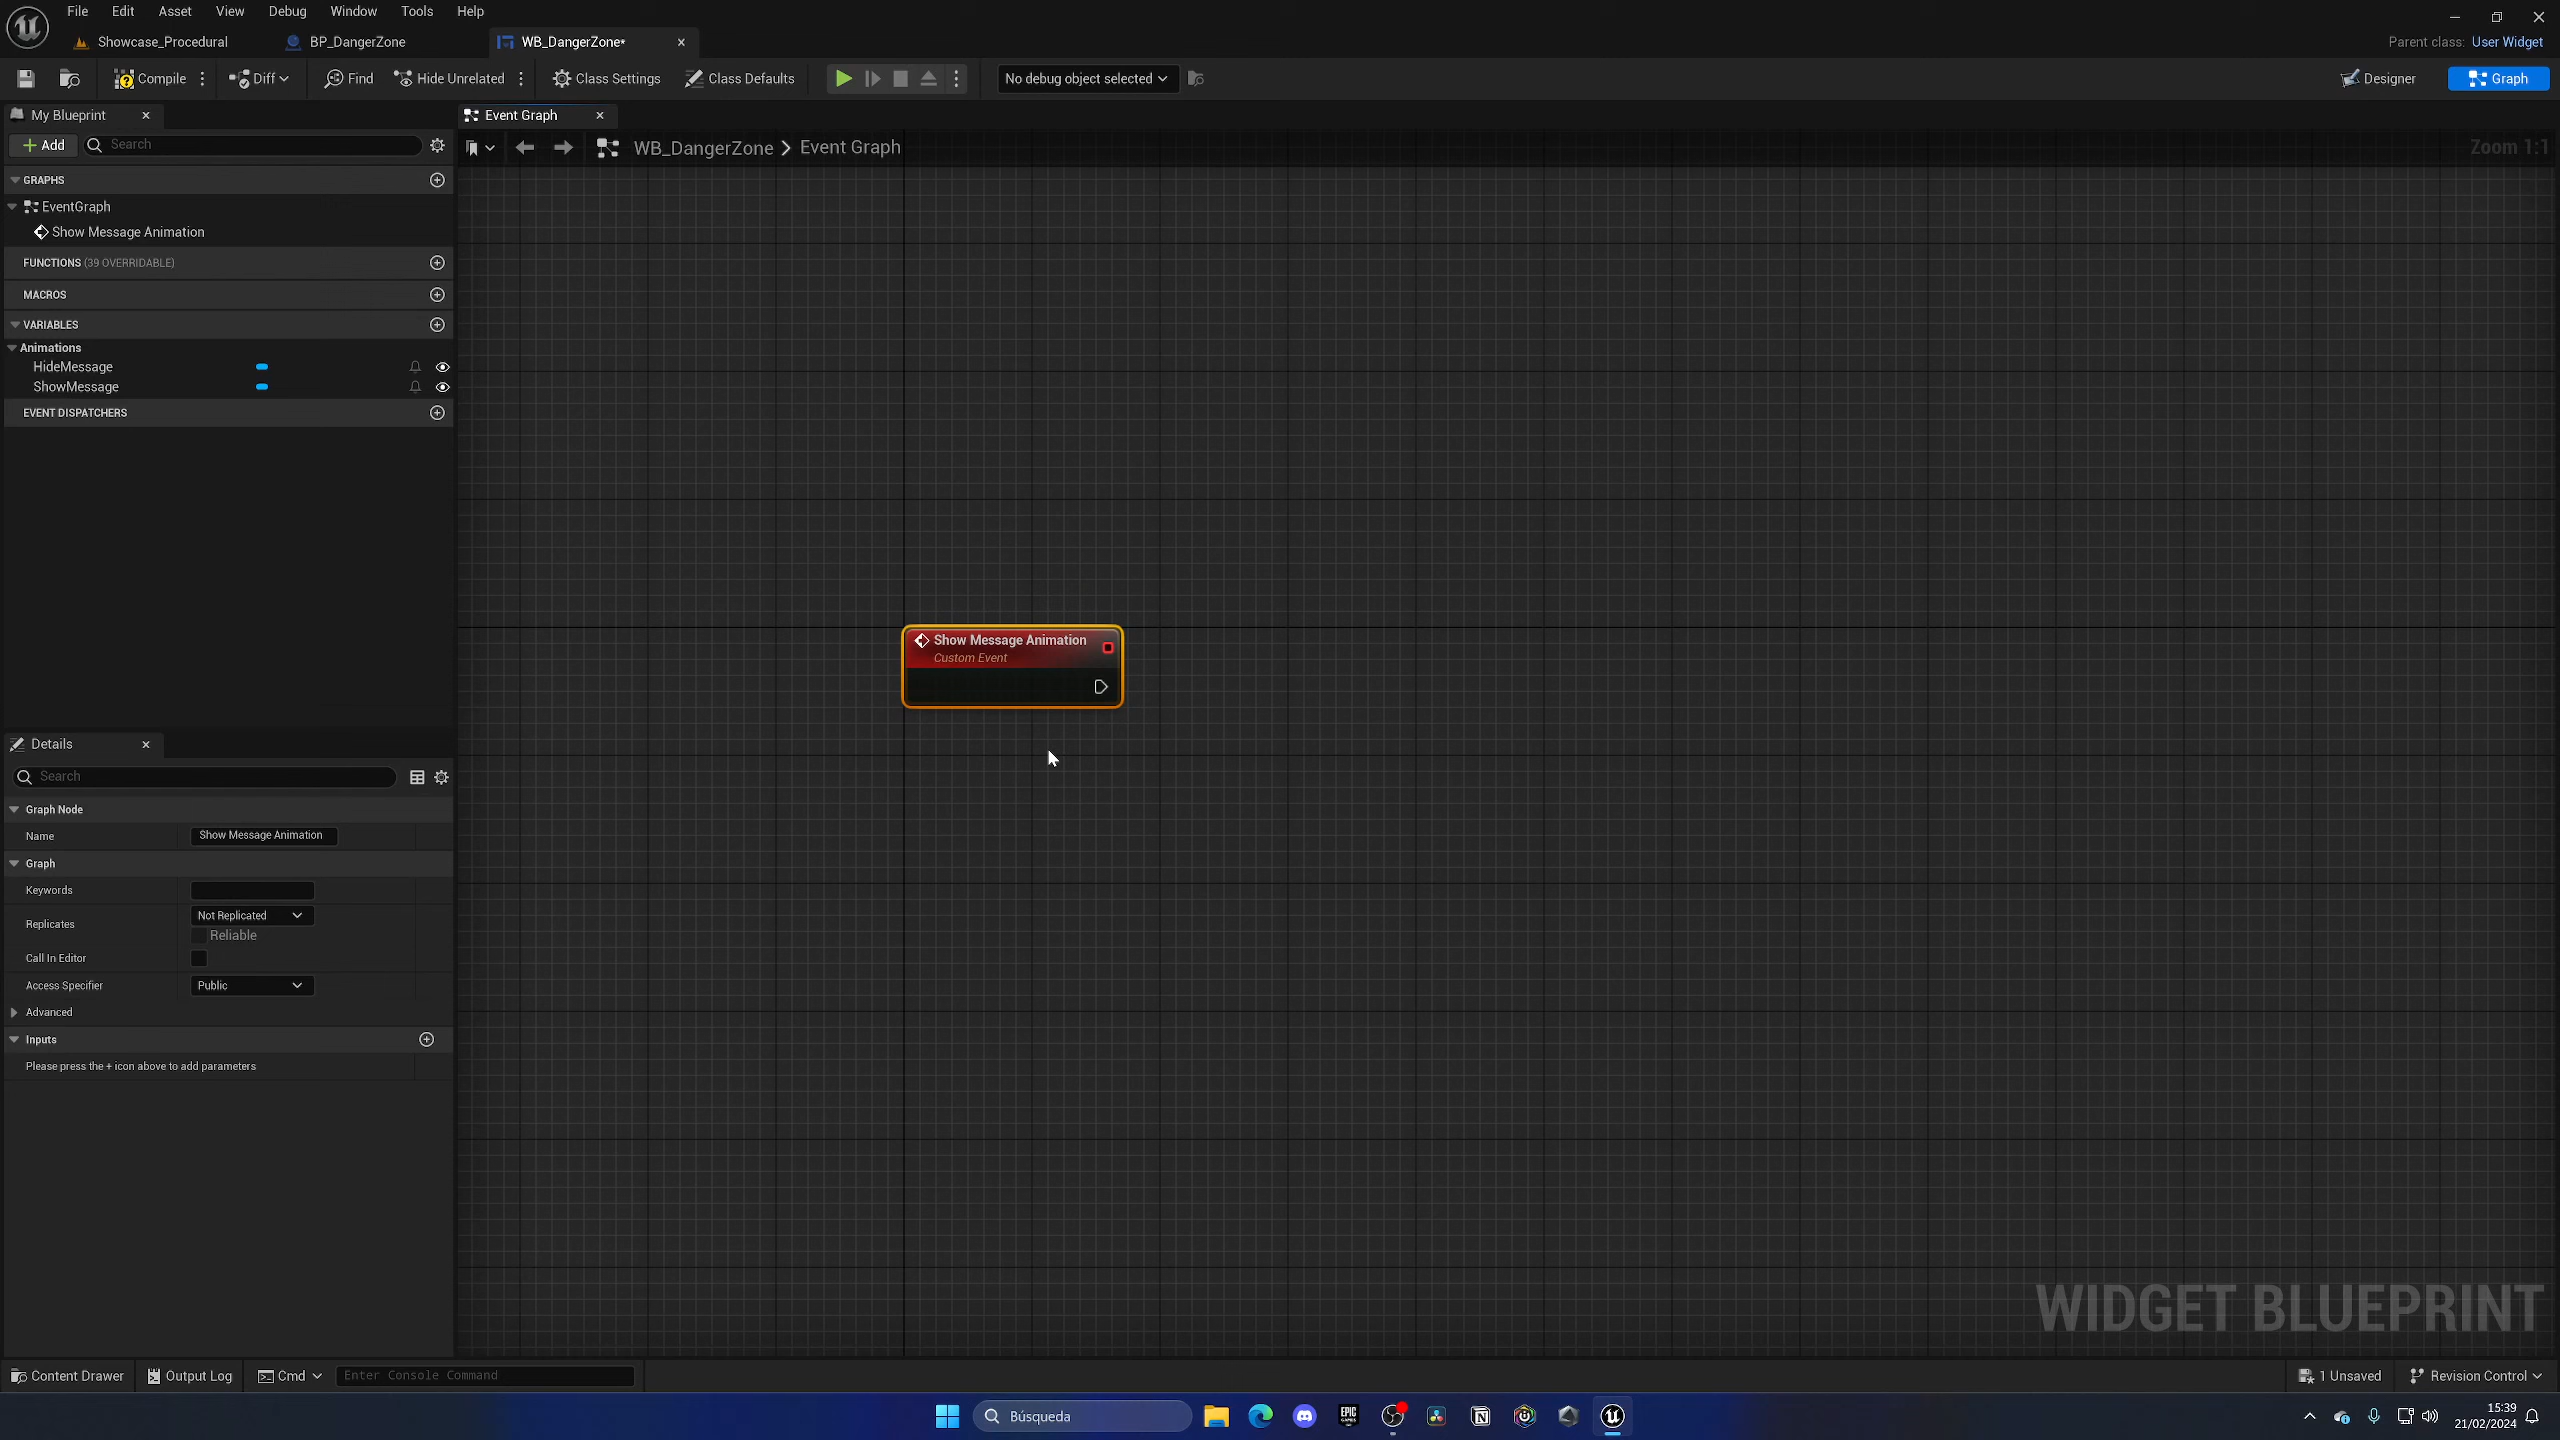 File Edit Asset View Debug Window Tools Help
Showcase_Procedural BP_DangerZone WB_DangerZone*
Parent class: User Widget
Compile Diff Find Hide Unrelated Class Settings Class Defaults No debug object selected Designer Graph
My Blueprint
Event Graph
Add Search
WB_DangerZone > Event Graph
Zoom 1:1
GRAPHS
EventGraph
Show Message Animation
FUNCTIONS (39 OVERRIDABLE)
MACROS
VARIABLES
Animations
HideMessage
ShowMessage
EVENT DISPATCHERS
Show Message Animation
Custom Event
Details
Search
Graph Node
Name Show Message Animation
Graph
Keywords
Replicates Not Replicated
Reliable
Call In Editor
Access Specifier Public
Advanced
Inputs
Please press the + icon above to add parameters
WIDGET BLUEPRINT
Content Drawer Output Log Cmd Enter Console Command 1 Unsaved Revision Control
Búsqueda
EPIC GAMES
15:39
21/02/2024